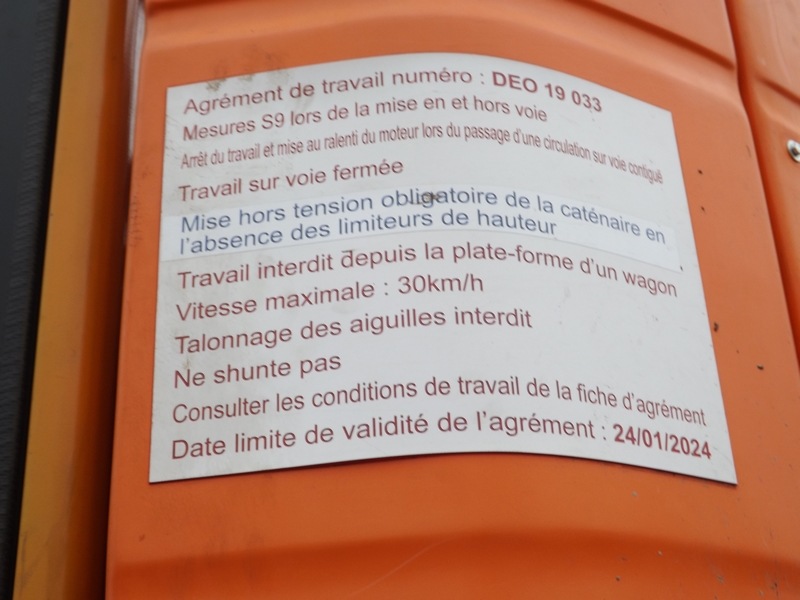 Agrément de travail numéro : DEO 19 033
Mesures S9 lors de la mise en et hors voie
Arrêt du travail et mise au ralenti du moteur lors du passage d'une circulation sur voie contiguë
Travail sur voie fermée
Mise hors tension obligatoire de la caténaire en
l'absence des limiteurs de hauteur
Travail interdit depuis la plate-forme d'un wagon
Vitesse maximale : 30km/h
Talonnage des aiguilles interdit
Ne shunte pas
Consulter les conditions de travail de la fiche d'agrément
Date limite de validité de l'agrément : 24/01/2024